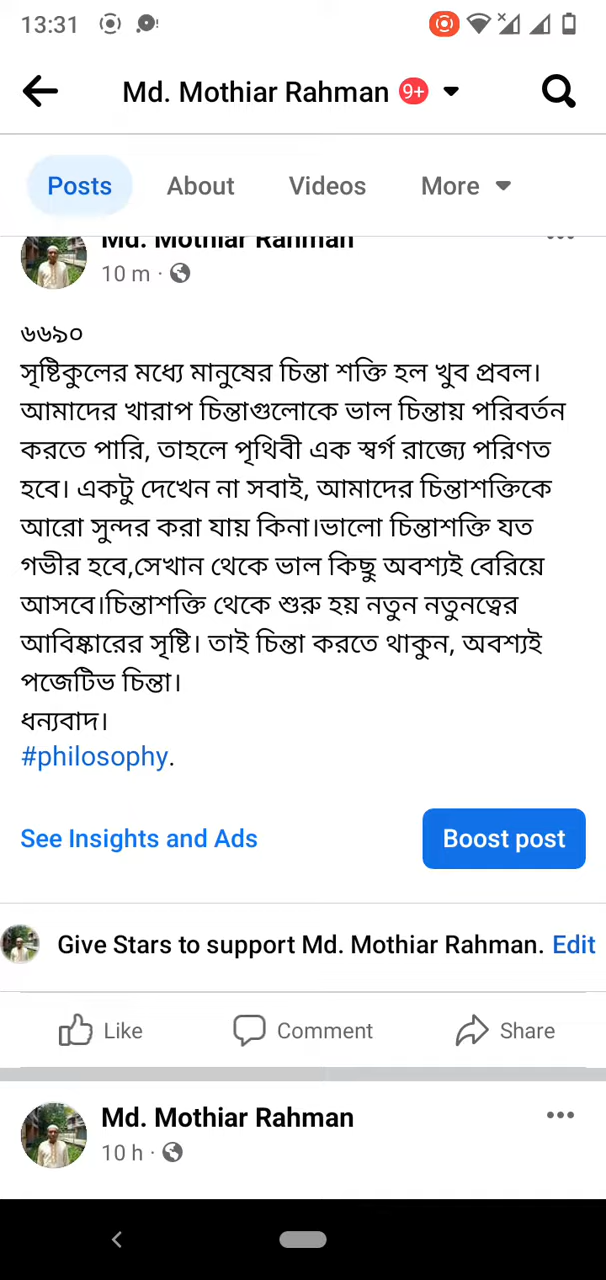 13:31
Md. Mothiar Rahman 9+
Posts About Videos More
Md. Mothiar Rahman
10 m ·
৬৬৯০
সৃষ্টিকুলের মধ্যে মানুষের চিন্তা শক্তি হল খুব প্রবল।
আমাদের খারাপ চিন্তাগুলোকে ভাল চিন্তায় পরিবর্তন
করতে পারি, তাহলে পৃথিবী এক স্বর্গ রাজ্যে পরিণত
হবে। একটু দেখেন না সবাই, আমাদের চিন্তাশক্তিকে
আরো সুন্দর করা যায় কিনা।ভালো চিন্তাশক্তি যত
গভীর হবে,সেখান থেকে ভাল কিছু অবশ্যই বেরিয়ে
আসবে।চিন্তাশক্তি থেকে শুরু হয় নতুন নতুনত্বের
আবিষ্কারের সৃষ্টি। তাই চিন্তা করতে থাকুন, অবশ্যই
পজেটিভ চিন্তা।
ধন্যবাদ।
#philosophy.
See Insights and Ads Boost post
Give Stars to support Md. Mothiar Rahman. Edit
Like Comment Share
Md. Mothiar Rahman
10 h ·